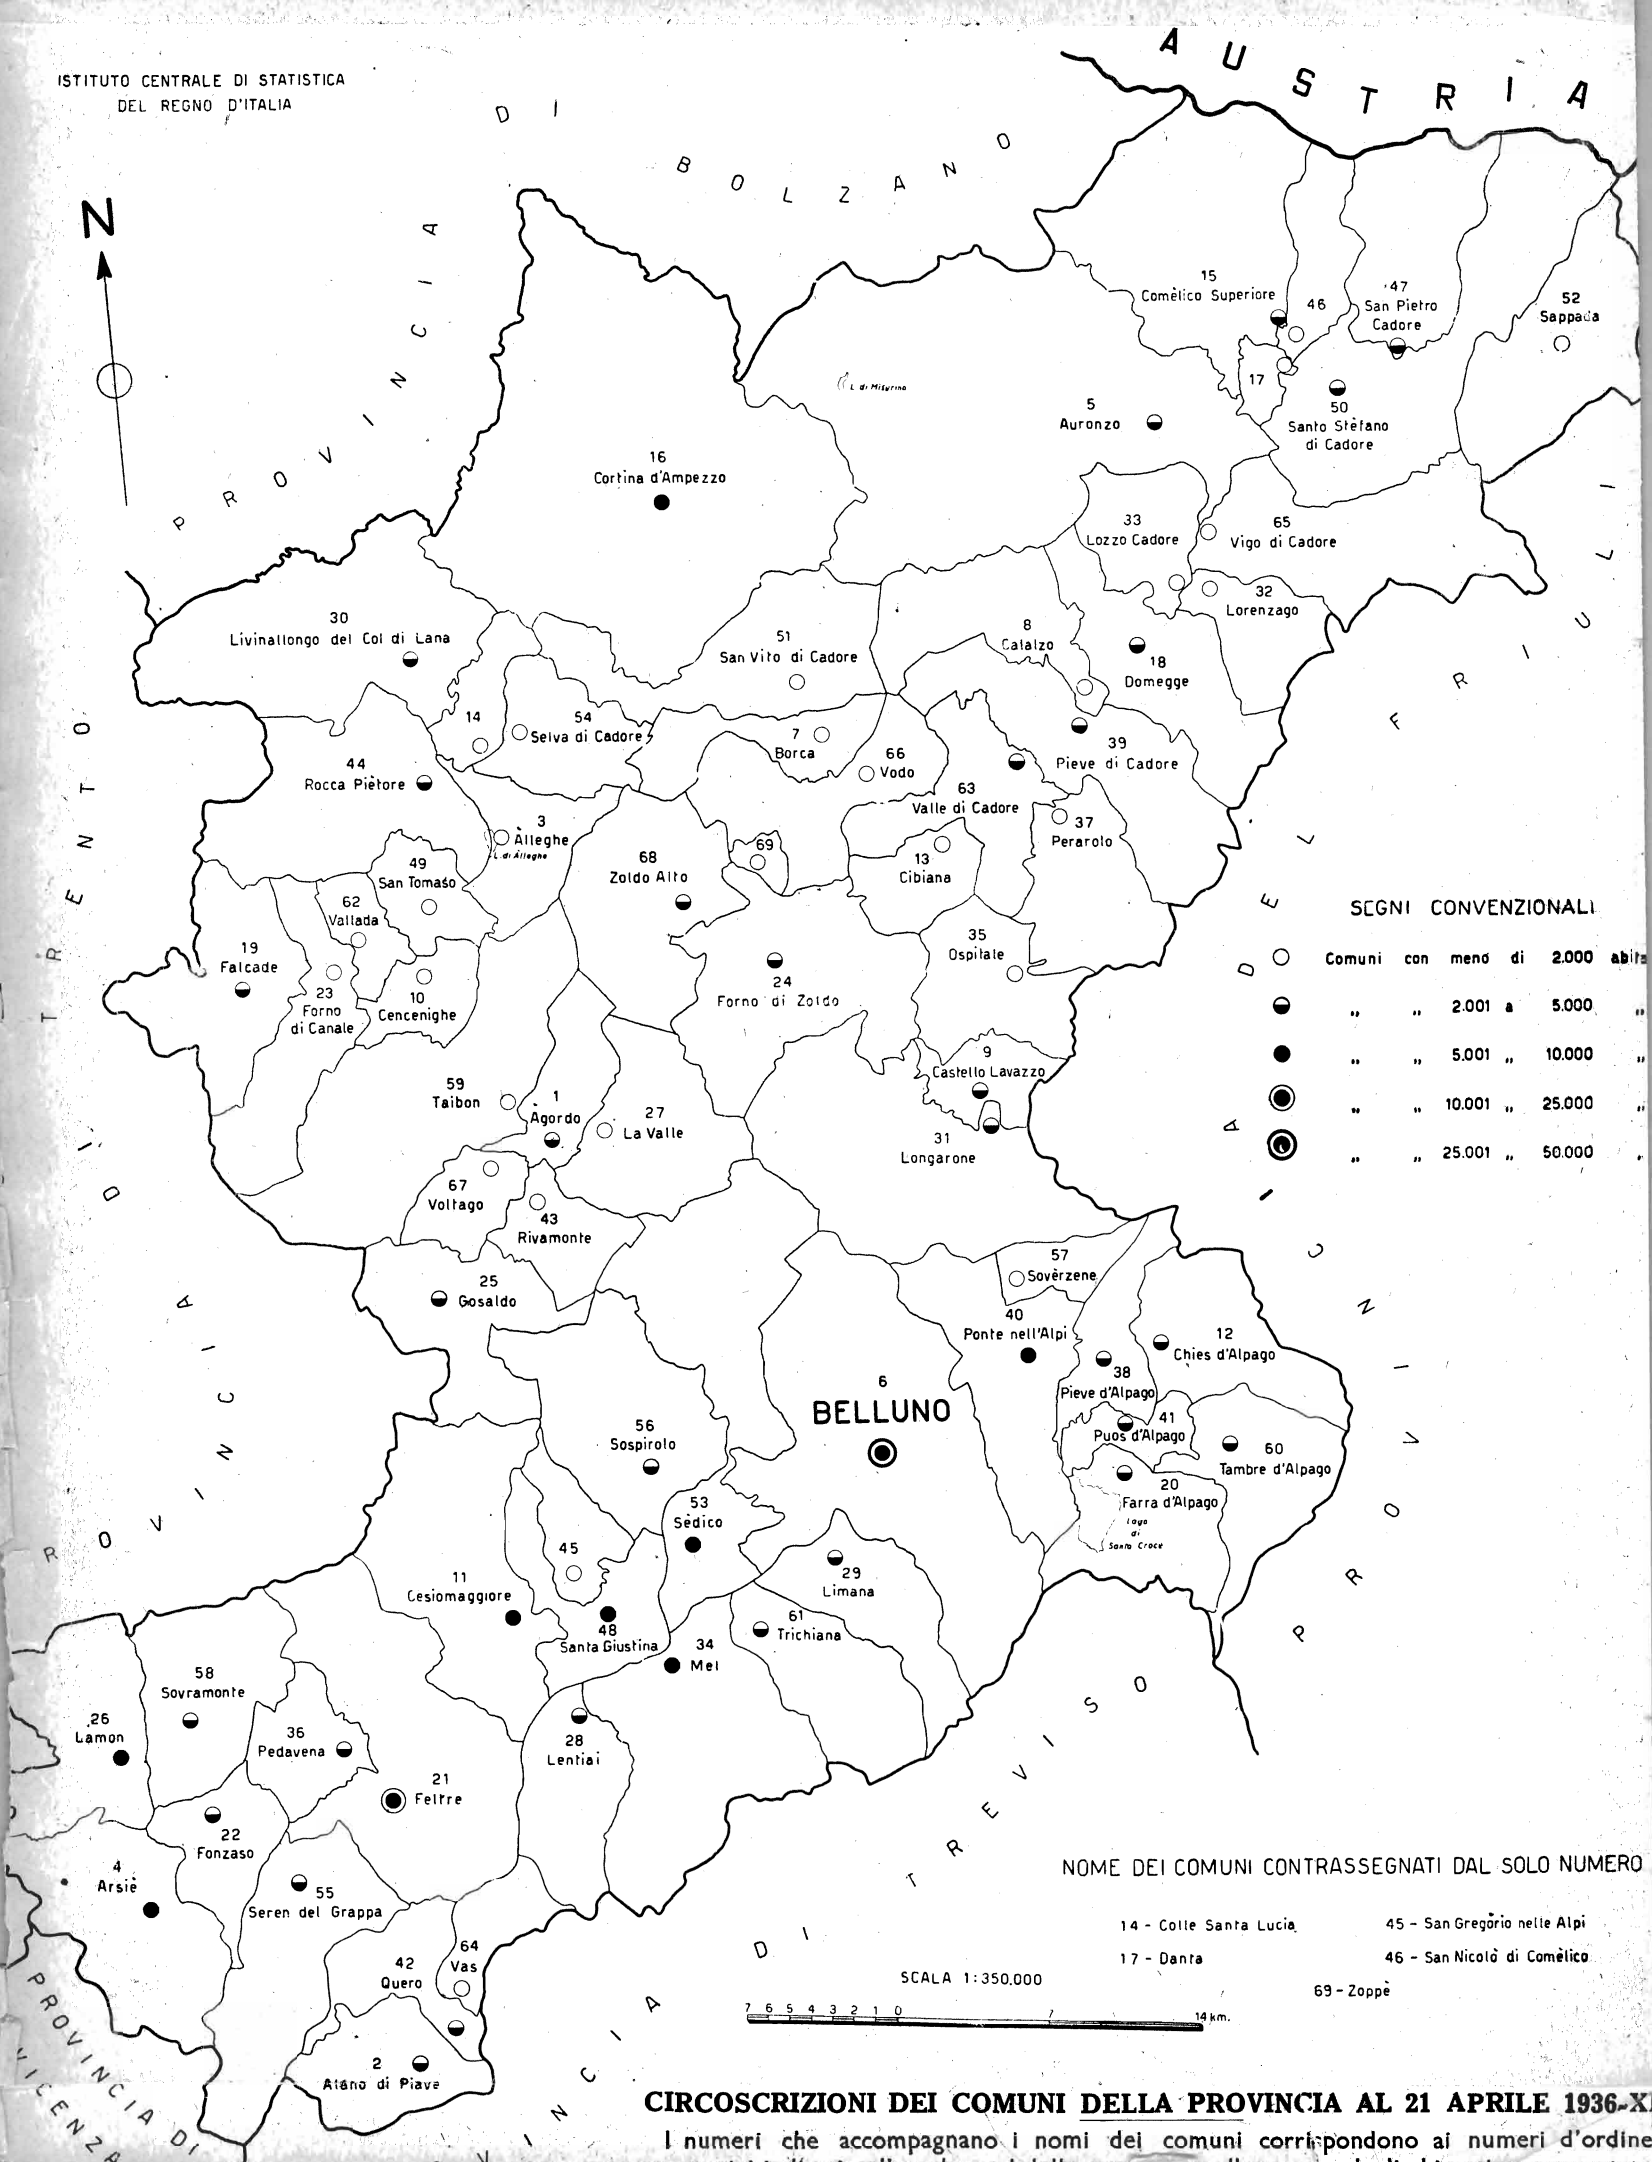 ISTITUTO CENTRALE DI STATISTICA
DEL REGNO D'ITALIA
AUSTRIA
PROVINCIA DI BOLZANO
N
15
Comèlico Superiore
46
47
San Pietro
Cadore
52
Sappada
L. di Misurina
17
5
Auronzo
50
Santo Stèfano
di Cadore
16
Cortina d'Ampezzo
33
Lozzo Cadore
65
Vigo di Cadore
32
Lorenzago
30
Livinallongo del Col di Lana
51
San Vito di Cadore
8
Calalzo
18
Domegge
14
54
Selva di Cadore
7
Borca
66
Vodo
39
Pieve di Cadore
44
Rocca Piètore
63
Valle di Cadore
3
Àlleghe
L. di Àlleghe
37
Perarolo
49
San Tomaso
68
Zoldo Alto
69
13
Cibiana
62
Vallada
19
Falcade
35
Ospitale
23
Forno
di Canale
10
Cencenighe
24
Forno di Zoldo
9
Castello Lavazzo
59
Taibon
1
Àgordo
27
La Valle
31
Longarone
67
Voltago
43
Rivamonte
25
Gosaldo
57
Sovèrzene
40
Ponte nell'Alpi
12
Chies d'Alpago
38
Pieve d'Alpago
6
BELLUNO
41
Puos d'Alpago
56
Sospirolo
60
Tambre d'Alpago
20
Farra d'Alpago
lago
di
Santa Croce
53
Sèdico
45
29
Limana
11
Cesiomaggiore
48
Santa Giustina
61
Trichiana
34
Mel
58
Sovramonte
26
Lamon
36
Pedavena
28
Lentiai
21
Feltre
22
Fonzaso
4
Arsiè
55
Seren del Grappa
42
Quero
64
Vas
2
Alano di Piave
PROVINCIA DI TRENTO
PROVINCIA DI UDINE
DEL FRIULI
PROVINCIA DI TREVISO
PROVINCIA DI
VICENZA
SEGNI CONVENZIONALI
Comuni con meno di 2.000
" " 2.001 a 5.000 "
" " 5.001 " 10.000 "
" " 10.001 " 25.000 "
" " 25.001 " 50.000
NOME DEI COMUNI CONTRASSEGNATI DAL SOLO NUMERO
14 - Colle Santa Lucia
45 - San Gregòrio nelle Alpi
17 - Danta
46 - San Nicolò di Comèlico
69 - Zoppè
SCALA 1:350.000
7 6 5 4 3 2 1 0 7 14 km.
CIRCOSCRIZIONI DEI COMUNI DELLA PROVINCIA AL 21 APRILE 1936-X
I numeri che accompagnano i nomi dei comuni corrispondono ai numeri d'ordine